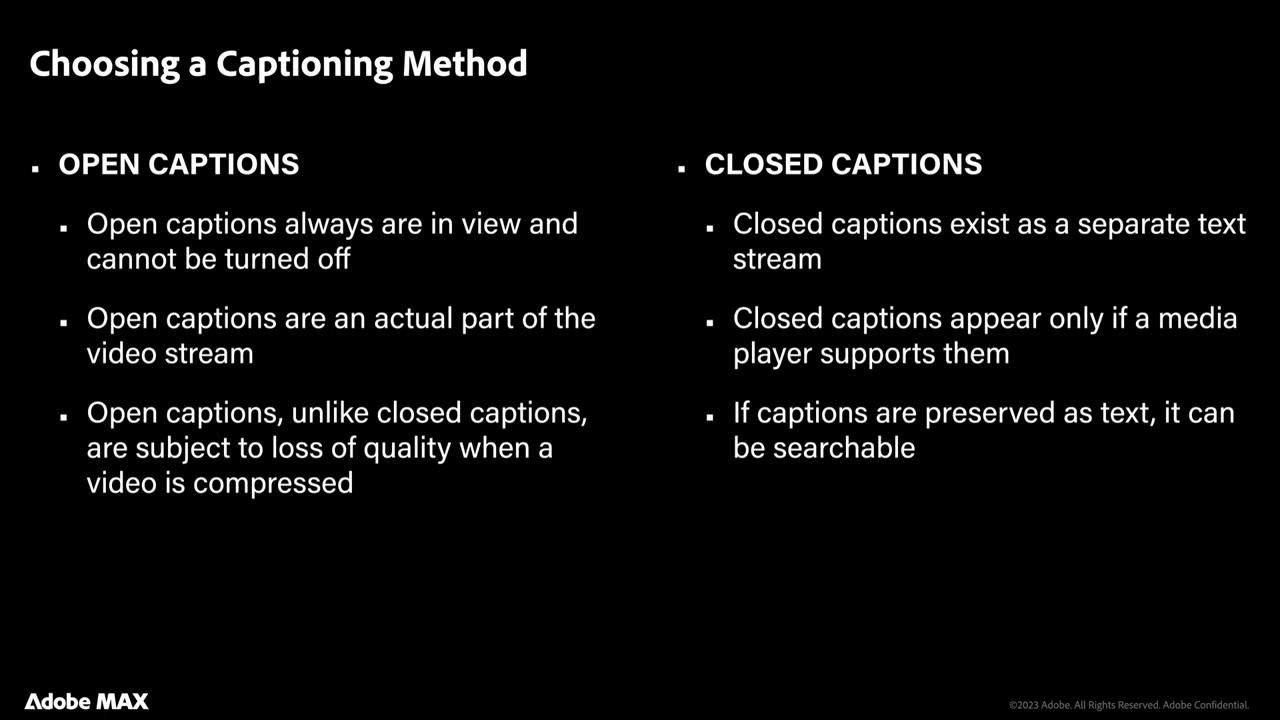 Choosing a Captioning Method
OPEN CAPTIONS
Open captions always are in view and
cannot be turned off
Open captions are an actual part of the
video stream
Open captions, unlike closed captions,
are subject to loss of quality when a
video is compressed
CLOSED CAPTIONS
Closed captions exist as a separate text
stream
Closed captions appear only if a media
player supports them
If captions are preserved as text, it can
be searchable
Adobe MAX
©2023 Adobe. All Rights Reserved. Adobe Confidential.